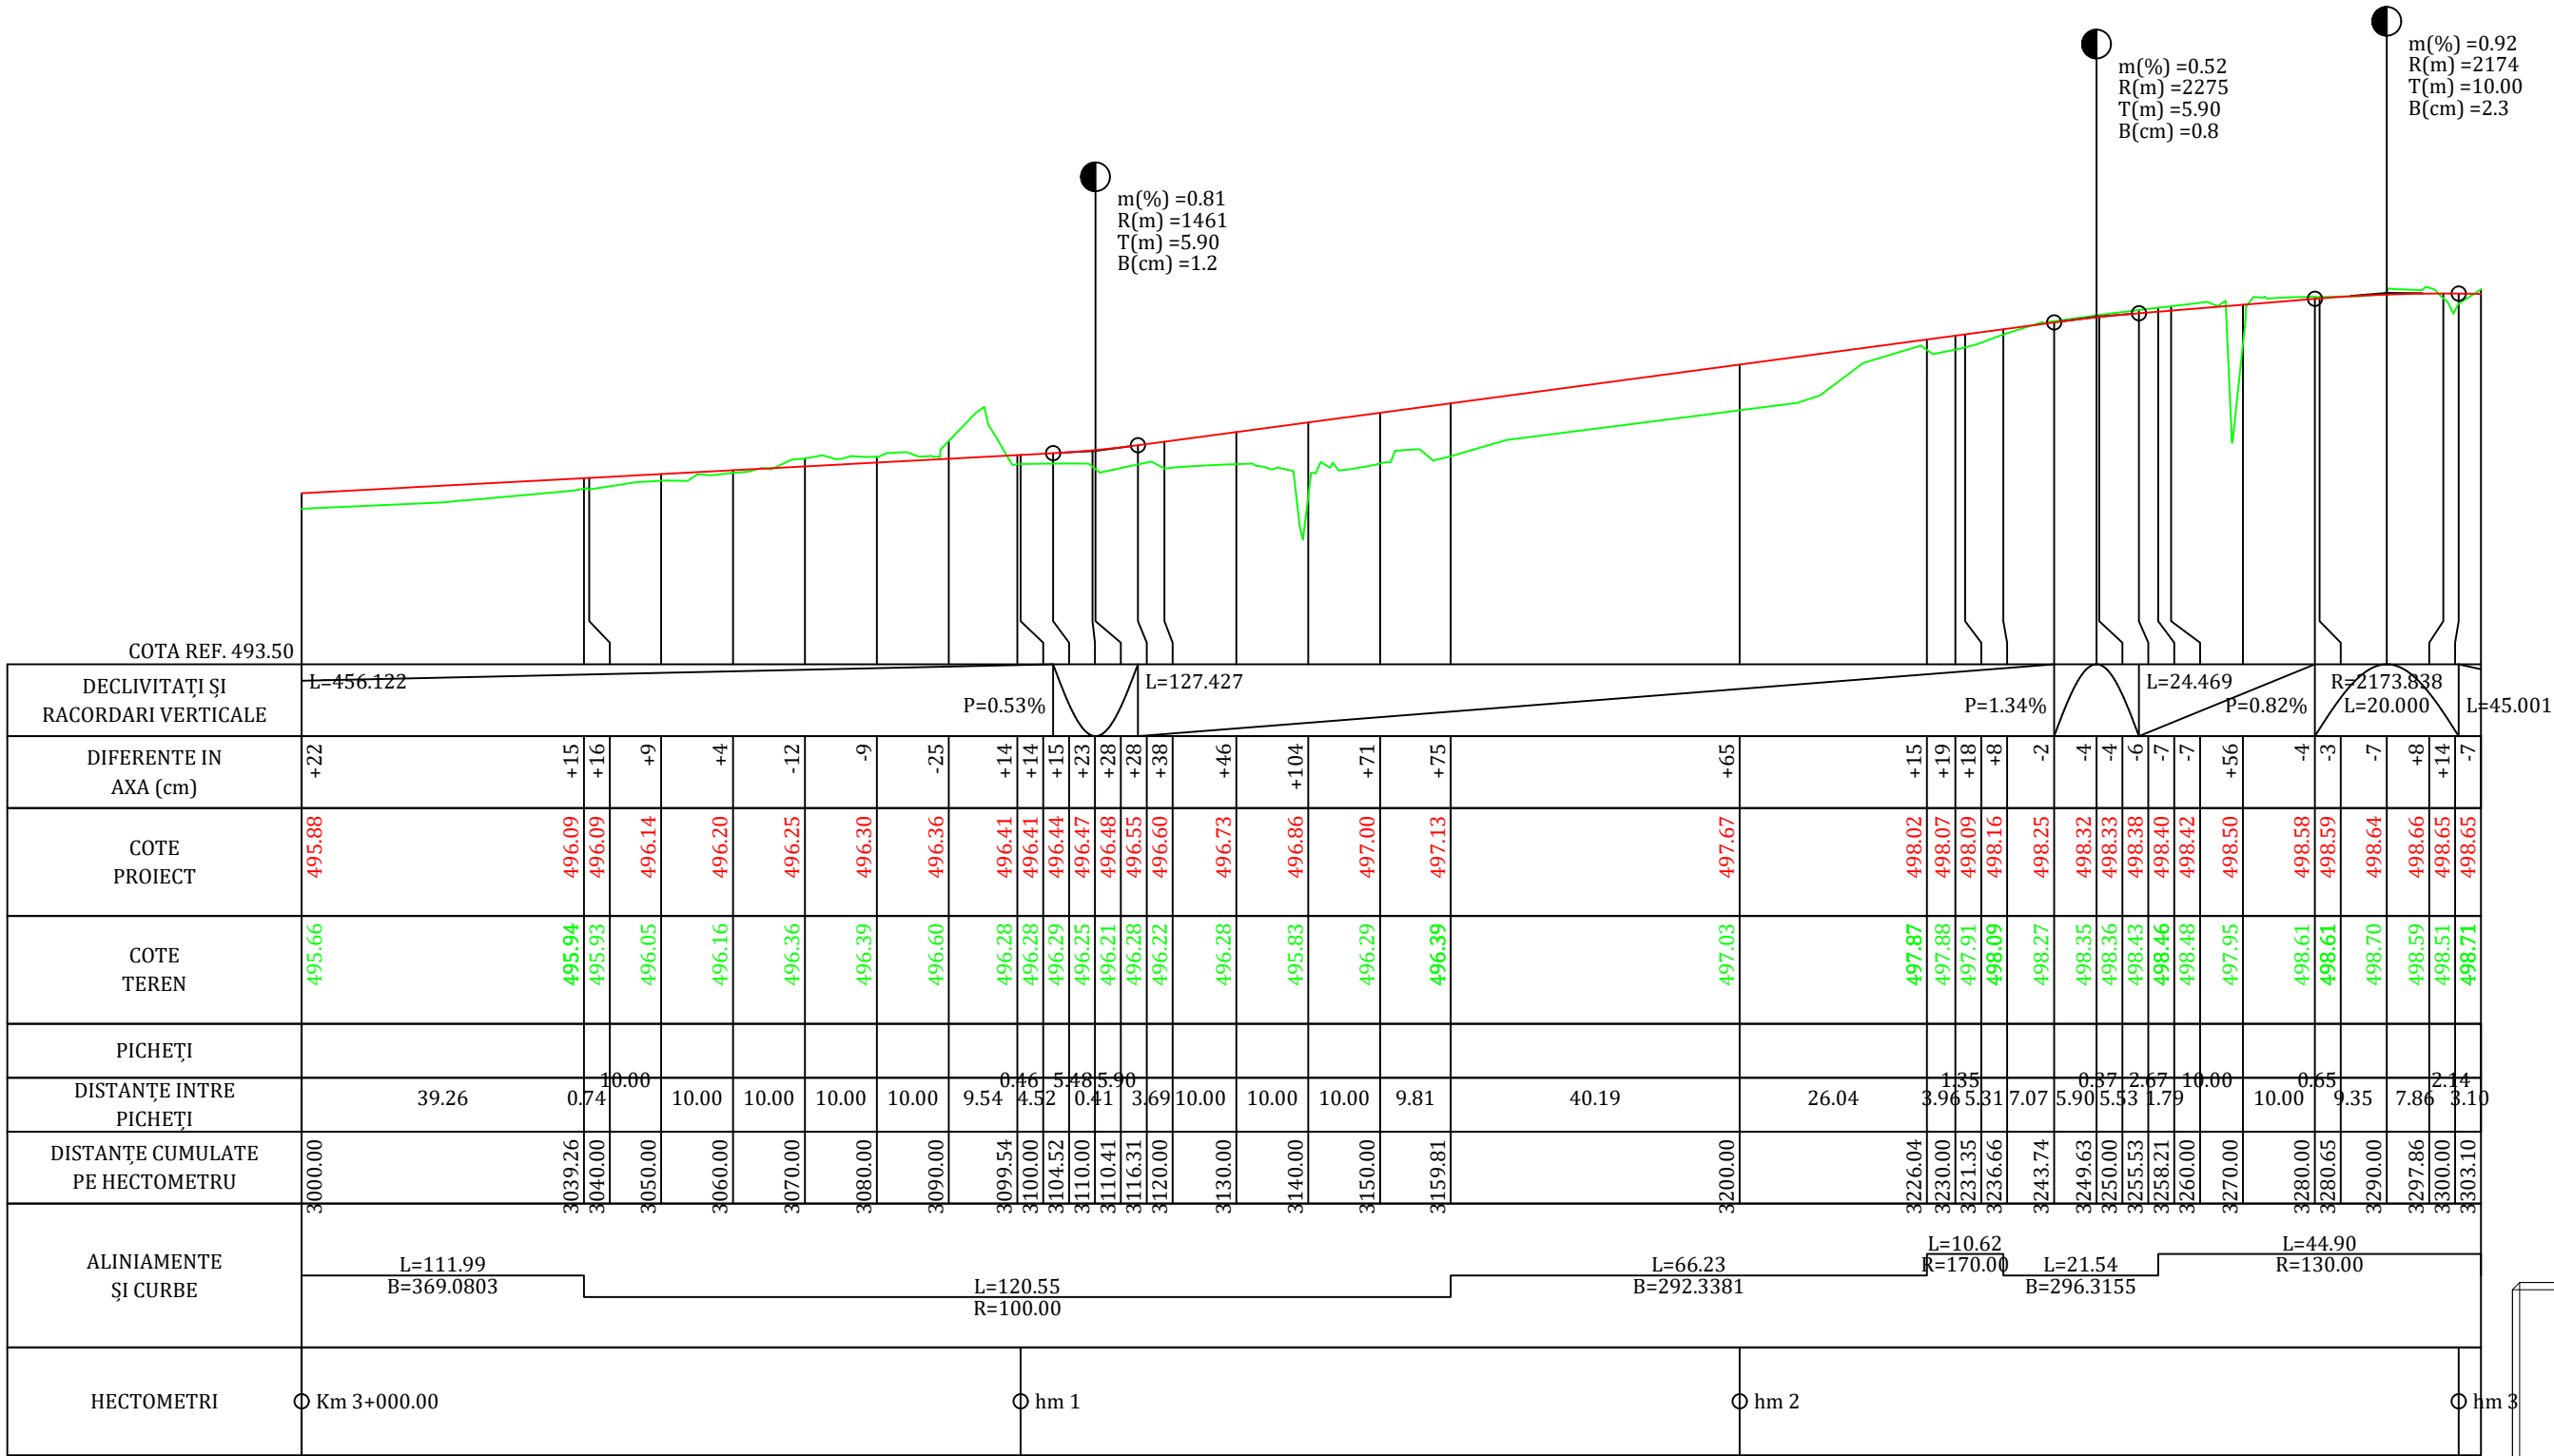 m(%) =0.92
R(m) =2174
T(m) =10.00
B(cm) =2.3
m(%) =0.52
R(m) =2275
T(m) =5.90
B(cm) =0.8
m(%) =0.81
R(m) =1461
T(m) =5.90
B(cm) =1.2
COTA REF. 493.50
DECLIVITAȚI ȘI
RACORDARI VERTICALE
L=456.122
P=0.53%
L=127.427
P=1.34%
L=24.469
P=0.82%
R=2173.838
L=20.000
L=45.001
DIFERENTE IN
AXA (cm)
+22 +15 +16 +9 +4 -12 -9 -25 +14 +14 +15 +23 +28 +28 +38 +46 +104 +71 +75 +65 +15 +19 +18 +8 -2 -4 -4 -6 -7 -7 +56 -4 -3 -7 +8 +14 -7
COTE
PROIECT
495.88 496.09 496.09 496.14 496.20 496.25 496.30 496.36 496.41 496.41 496.44 496.47 496.48 496.55 496.60 496.73 496.86 497.00 497.13 497.67 498.02 498.07 498.09 498.16 498.25 498.32 498.33 498.38 498.40 498.42 498.50 498.58 498.59 498.64 498.66 498.65 498.65
COTE
TEREN
495.66 495.94 495.93 496.05 496.16 496.36 496.39 496.60 496.28 496.28 496.29 496.25 496.21 496.28 496.22 496.28 495.83 496.29 496.39 497.03 497.87 497.88 497.91 498.09 498.27 498.35 498.36 498.43 498.46 498.48 497.95 498.61 498.61 498.70 498.59 498.51 498.71
PICHEȚI
DISTANȚE INTRE
PICHEȚI
39.26 0.74 10.00 10.00 10.00 10.00 10.00 9.54 0.46 4.52 5.48 0.41 5.90 3.69 10.00 10.00 10.00 9.81 40.19 26.04 3.96 1.35 5.31 7.07 5.90 0.37 5.53 2.67 1.79 10.00 10.00 0.65 9.35 7.86 2.14 3.10
DISTANȚE CUMULATE
PE HECTOMETRU
3000.00 3039.26 3040.00 3050.00 3060.00 3070.00 3080.00 3090.00 3099.54 3100.00 3104.52 3110.00 3110.41 3116.31 3120.00 3130.00 3140.00 3150.00 3159.81 3200.00 3226.04 3230.00 3231.35 3236.66 3243.74 3249.63 3250.00 3255.53 3258.21 3260.00 3270.00 3280.00 3280.65 3290.00 3297.86 3300.00 3303.10
ALINIAMENTE
ȘI CURBE
L=111.99
B=369.0803
L=120.55
R=100.00
L=66.23
B=292.3381
L=10.62
R=170.00
L=21.54
B=296.3155
L=44.90
R=130.00
HECTOMETRI
Km 3+000.00
hm 1
hm 2
hm 3